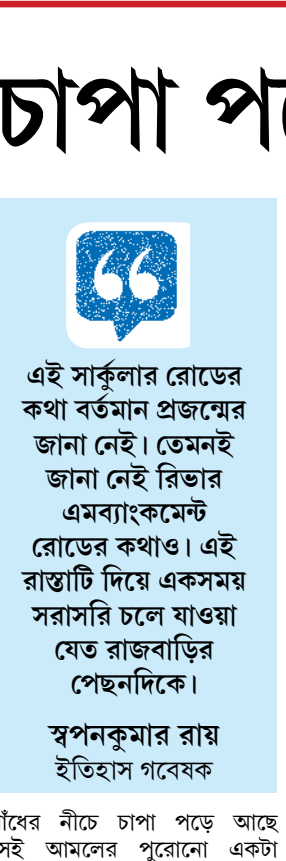 চাপা
এই সার্কুলার রোডের
কথা বর্তমান প্রজন্মের
জানা নেই। তেমনই
জানা নেই রিভার
এমব্যাংকমেন্ট
রোডের কথাও। এই
রাস্তাটি দিয়ে একসময়
সরাসরি চলে যাওয়া
যেত রাজবাড়ির
পেছনদিকে।
স্বপনকুমার রায়
ইতিহাস গবেষক
নীচে চাপা পড়ে আছে
আমলের পুরোনো একটা